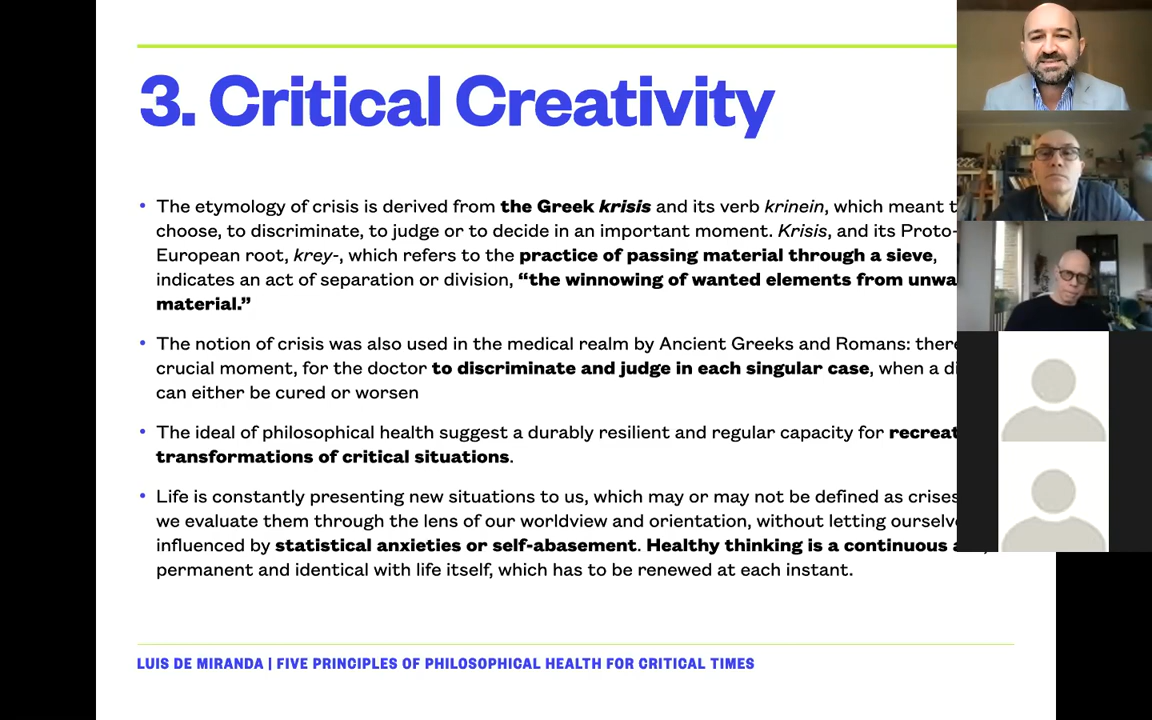 3. Critical Creativity
• The etymology of crisis is derived from the Greek krisis and its verb krinein, which meant
choose, to discriminate, to judge or to decide in an important moment. Krisis, and its Proto-
European root, krey-, which refers to the practice of passing material through a sieve,
indicates an act of separation or division, “the winnowing of wanted elements from
material.”
• The notion of crisis was also used in the medical realm by Ancient Greeks and Romans:
crucial moment, for the doctor to discriminate and judge in each singular case, when a
can either be cured or worsen
• The ideal of philosophical health suggest a durably resilient and regular capacity for
transformations of critical situations.
• Life is constantly presenting new situations to us, which may or may not be defined as crises
we evaluate them through the lens of our worldview and orientation, without letting
influenced by statistical anxieties or self-abasement. Healthy thinking is a continuous
permanent and identical with life itself, which has to be renewed at each instant.
LUIS DE MIRANDA | FIVE PRINCIPLES OF PHILOSOPHICAL HEALTH FOR CRITICAL TIMES